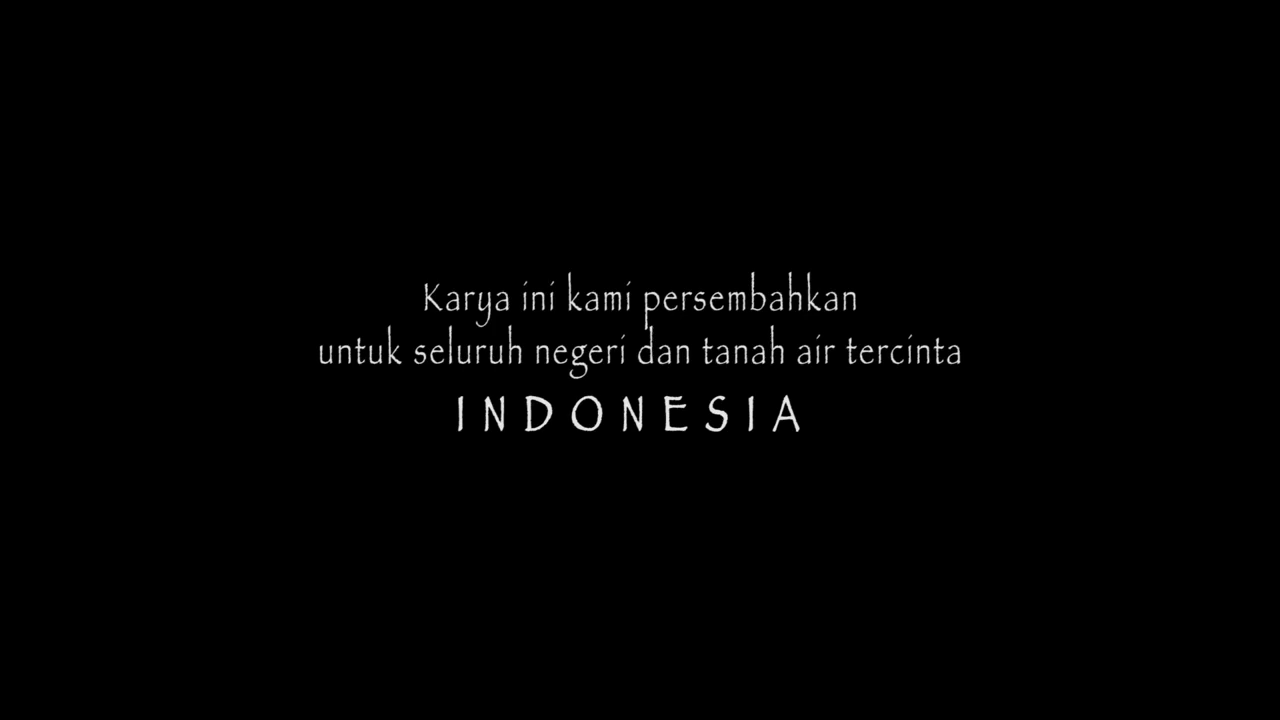 Karya ini kami persembahkan
untuk seluruh negeri dan tanah air tercinta
INDONESIA